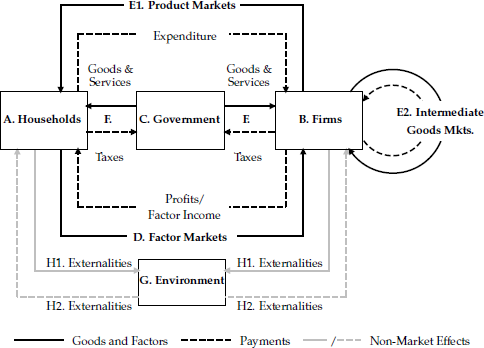 E1. Product Markets
Expenditure
Goods &
Services
Goods &
Services
A. Households
F.
C. Government
F.
B. Firms
E2. Intermediate
Goods Mkts.
Taxes
Taxes
Profits/
Factor Income
D. Factor Markets
H1. Externalities
H1. Externalities
G. Environment
H2. Externalities
H2. Externalities
Goods and Factors
Payments
/
Non-Market Effects